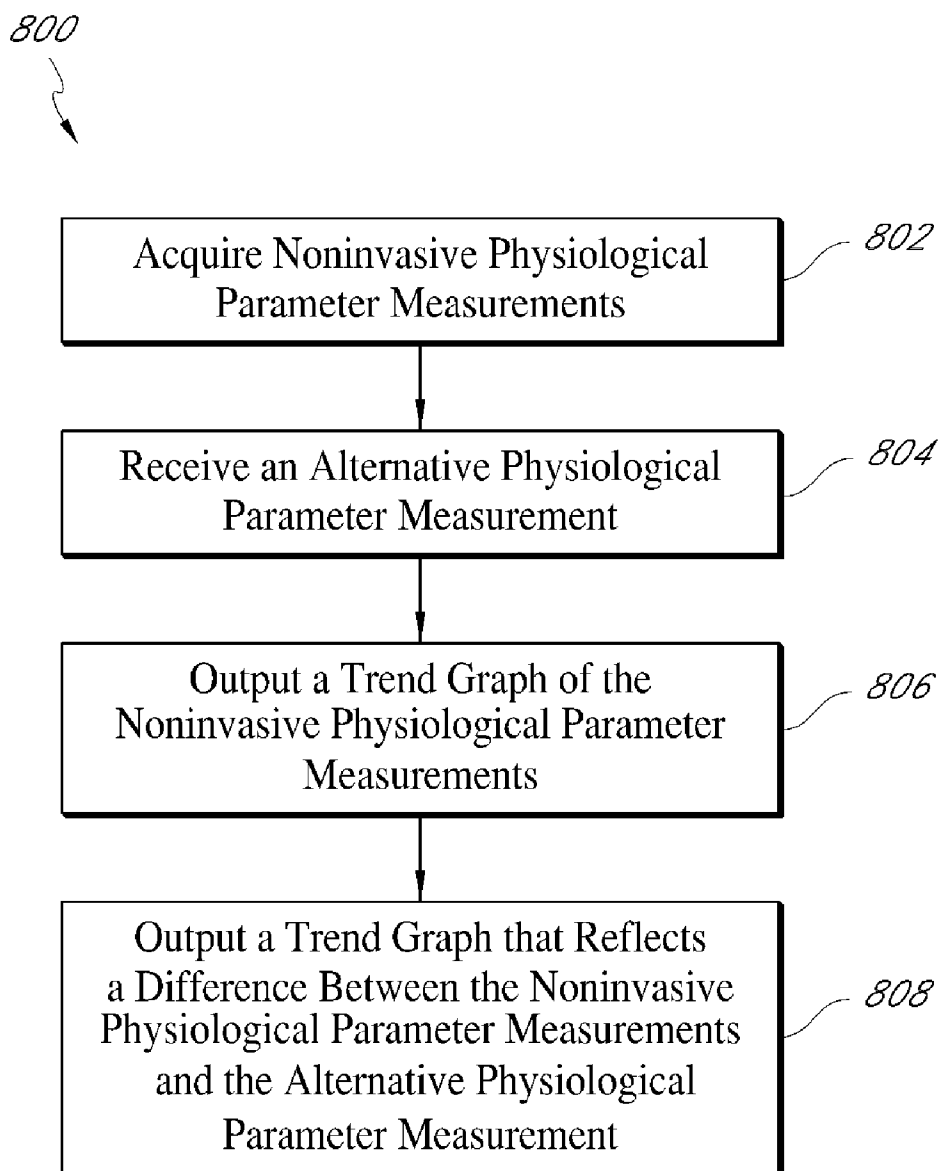 800
Acquire Noninvasive Physiological
Parameter Measurements
802
Receive an Alternative Physiological
Parameter Measurement
804
Output a Trend Graph of the
Noninvasive Physiological Parameter
Measurements
806
Output a Trend Graph that Reflects
a Difference Between the Noninvasive
Physiological Parameter Measurements
and the Alternative Physiological
Parameter Measurement
808